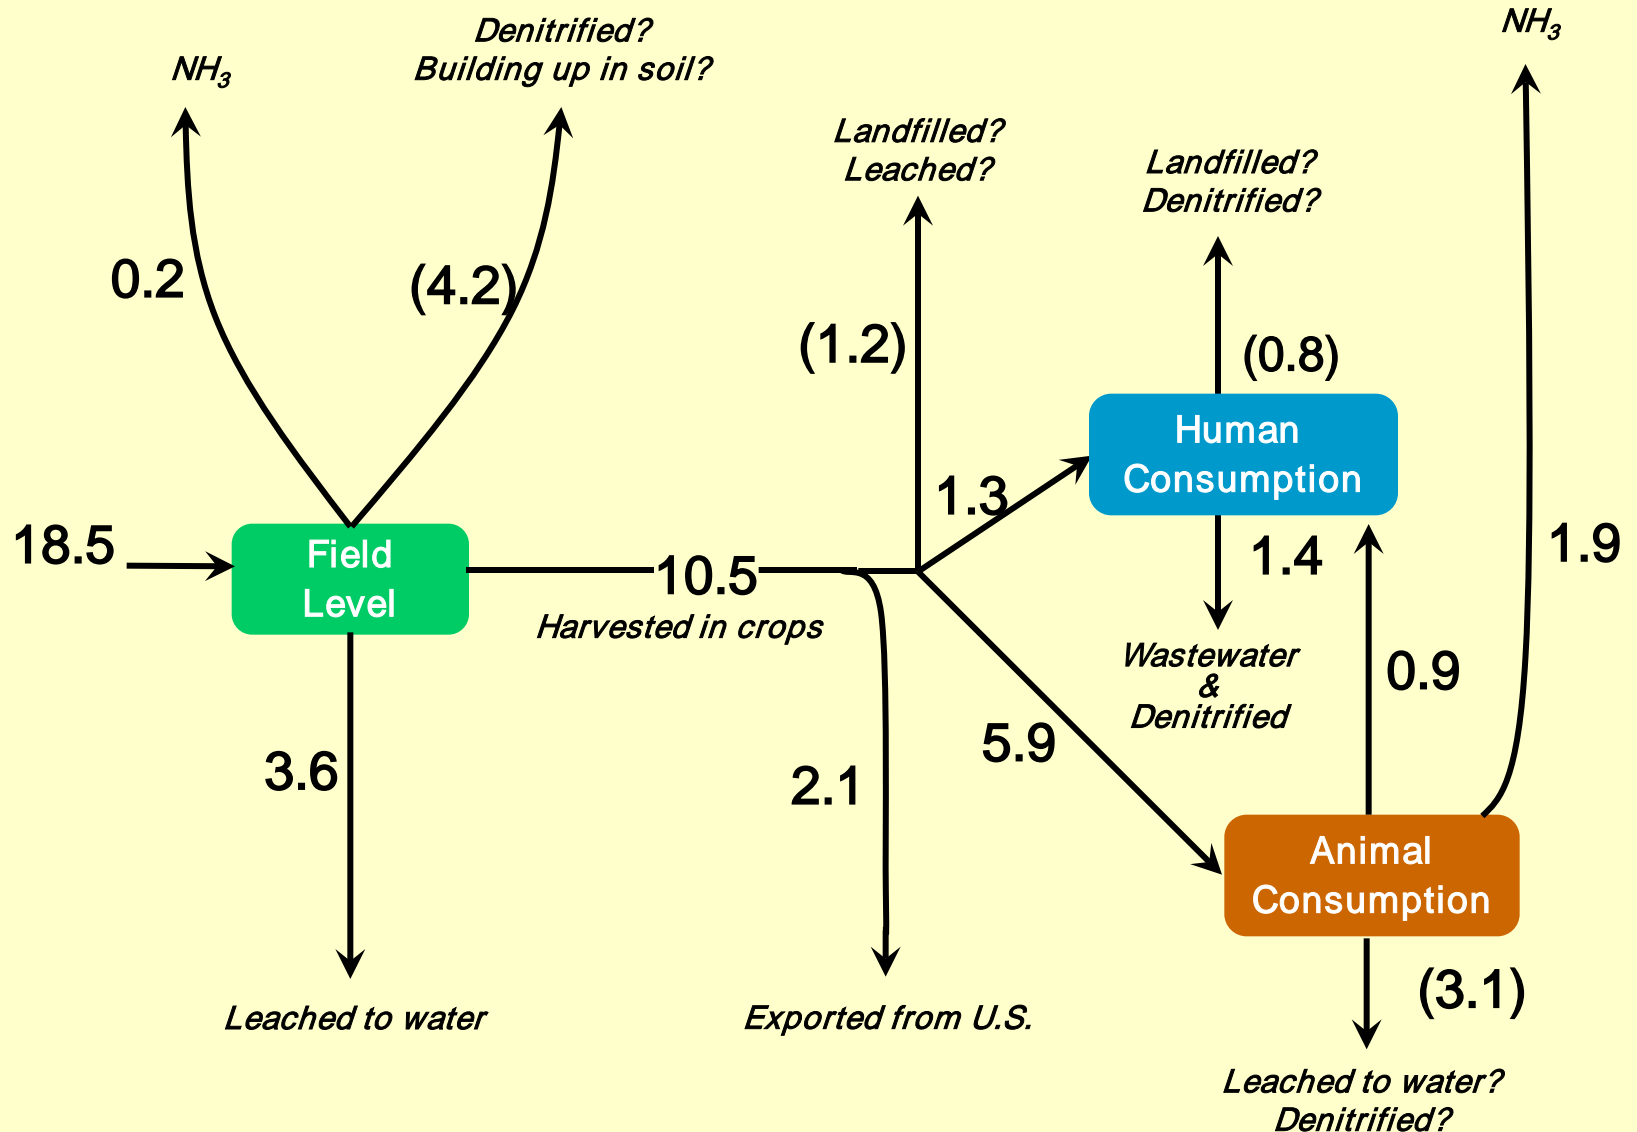 NH3
Denitrified?
Building up in soil?
NH3
Landfilled?
Leached?
Landfilled?
Denitrified?
0.2
(4.2)
(1.2)
(0.8)
Human
Consumption
1.3
18.5
Field
Level
10.5
Harvested in crops
1.4
1.9
Wastewater
&
Denitrified
0.9
3.6
2.1
5.9
Animal
Consumption
(3.1)
Leached to water
Exported from U.S.
Leached to water?
Denitrified?